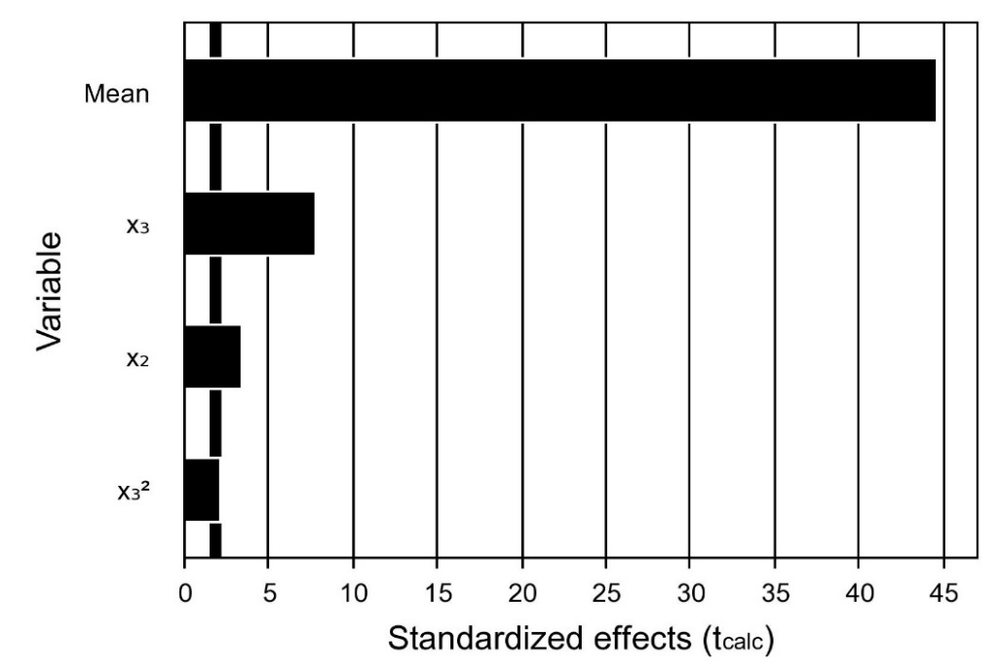 Mean
x₃
x₂
x₃²
Variable
0 5 10 15 20 25 30 35 40 45
Standardized effects (tcalc)